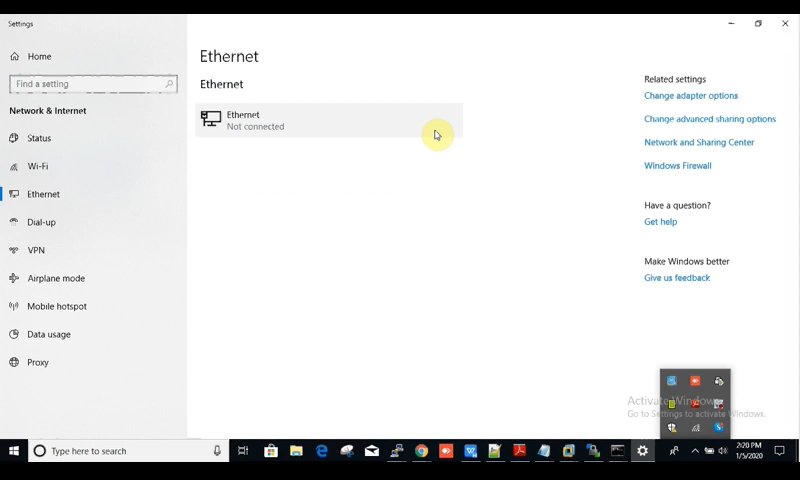 Settings
Home
Find a setting
Network & Internet
Status
Wi-Fi
Ethernet
Dial-up
VPN
Airplane mode
Mobile hotspot
Data usage
Proxy
Ethernet
Ethernet
Ethernet
Not connected
Related settings
Change adapter options
Change advanced sharing options
Network and Sharing Center
Windows Firewall
Have a question?
Get help
Make Windows better
Give us feedback
Activate Windows
Go to Settings to activate Windows.
Type here to search
2:20 PM
1/5/2020